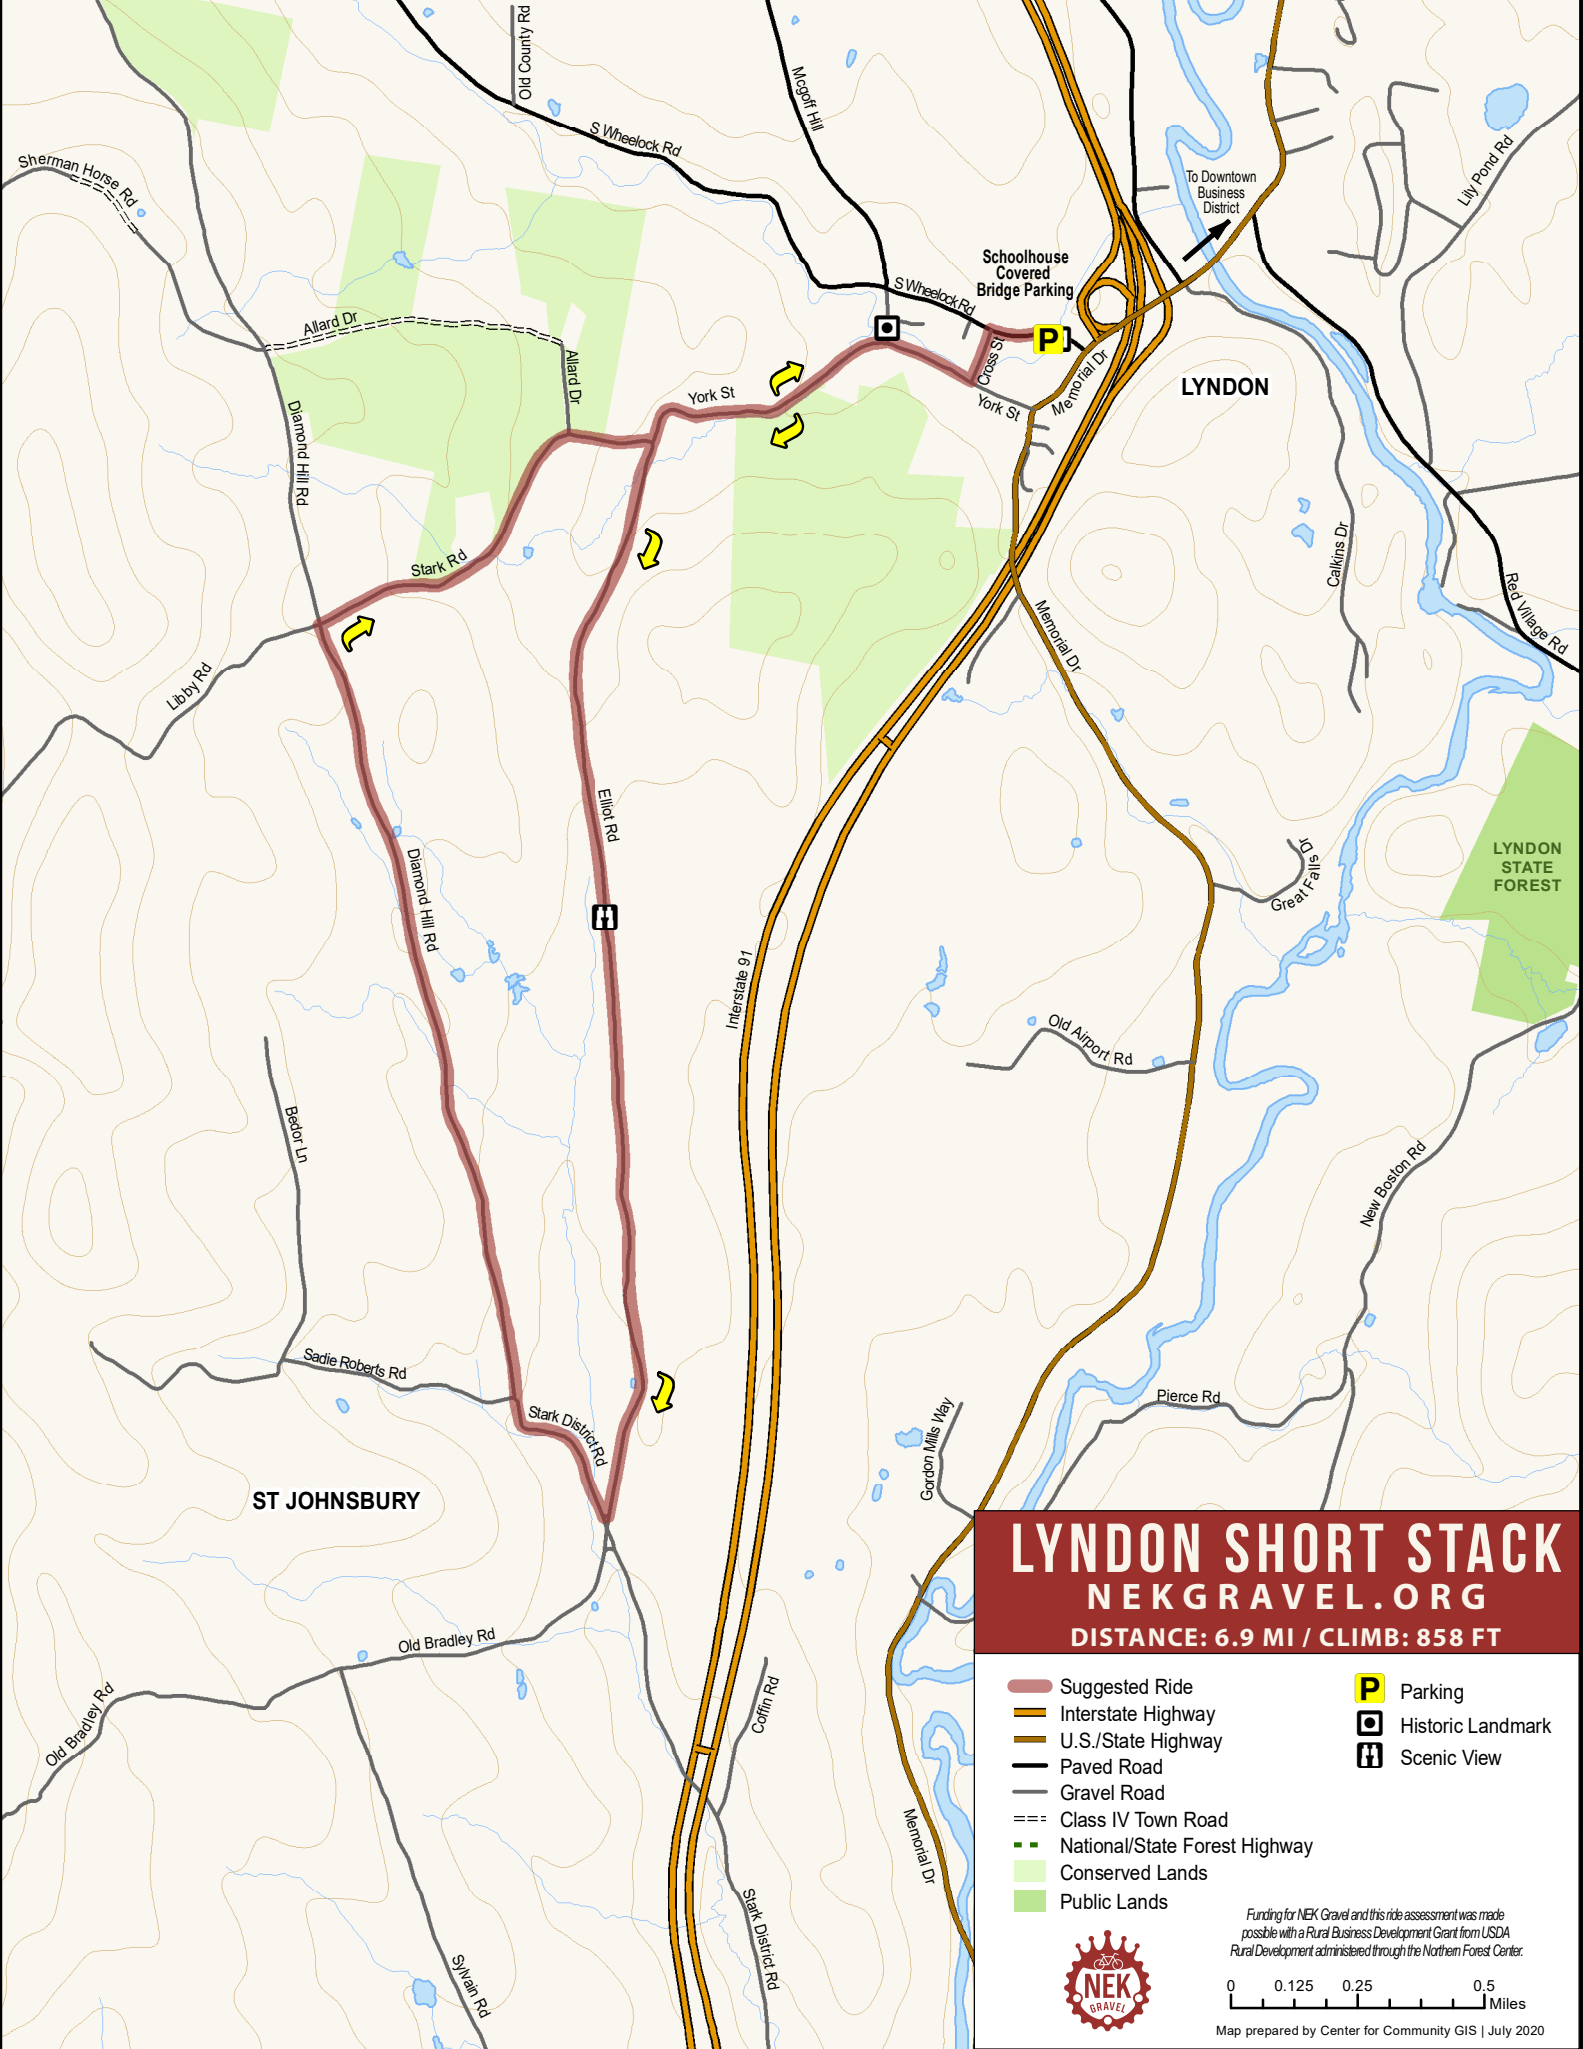 Old County Rd
S Wheelock Rd
Mcgoff Hill
Sherman Horse Rd
To Downtown
Business
District
Lily Pond Rd
Schoolhouse
Covered
Bridge Parking
S Wheelock Rd
P
Allard Dr
Allard Dr
Cross St
Memorial Dr
LYNDON
York St
York St
Diamond Hill Rd
Stark Rd
Calkins Dr
Red Village Rd
Memorial Dr
Libby Rd
Elliot Rd
Diamond Hill Rd
Great Falls Dr
LYNDON
STATE
FOREST
Interstate 91
Old Airport Rd
Bedor Ln
New Boston Rd
Sadie Roberts Rd
Stark District Rd
Pierce Rd
Gordon Mills Way
ST JOHNSBURY
Old Bradley Rd
Old Bradley Rd
Coffin Rd
Memorial Dr
Stark District Rd
Sylvain Rd
LYNDON SHORT STACK
NEKGRAVEL.ORG
DISTANCE: 6.9 MI / CLIMB: 858 FT
Suggested Ride
Interstate Highway
U.S./State Highway
Paved Road
Gravel Road
Class IV Town Road
National/State Forest Highway
Conserved Lands
Public Lands
P Parking
Historic Landmark
Scenic View
NEK
GRAVEL
Funding for NEK Gravel and this ride assessment was made
possible with a Rural Business Development Grant from USDA
Rural Development administered through the Northern Forest Center.
0 0.125 0.25 0.5
Miles
Map prepared by Center for Community GIS | July 2020